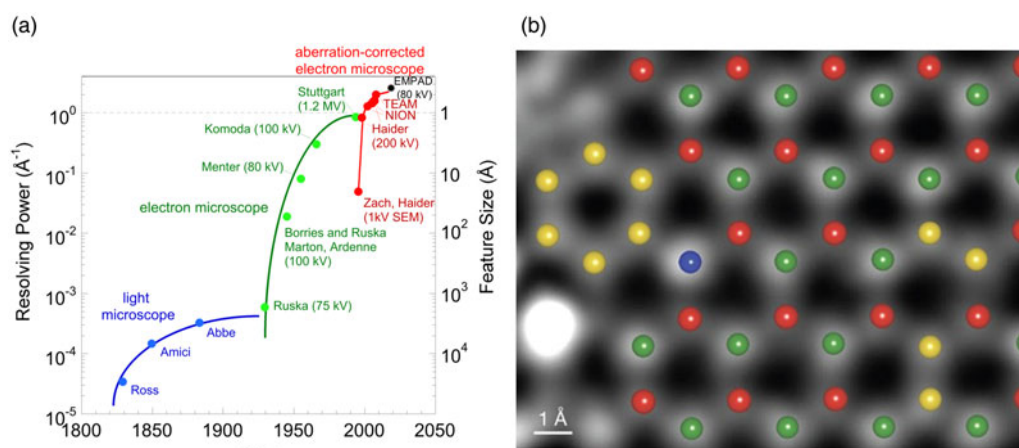 (a)
aberration-corrected
electron microscope
EMPAD
(80 kV)
Stuttgart
(1.2 MV)
TEAM
NION
Haider
(200 kV)
Komoda (100 kV)
Menter (80 kV)
Zach, Haider
(1kV SEM)
electron microscope
Borries and Ruska
Marton, Ardenne
(100 kV)
Ruska (75 kV)
light
microscope
Abbe
Amici
Ross
Resolving Power (Å⁻¹)
10⁰
10⁻¹
10⁻²
10⁻³
10⁻⁴
10⁻⁵
Feature Size (Å)
1
10
10²
10³
10⁴
1800 1850 1900 1950 2000 2050
(b)
1 Å